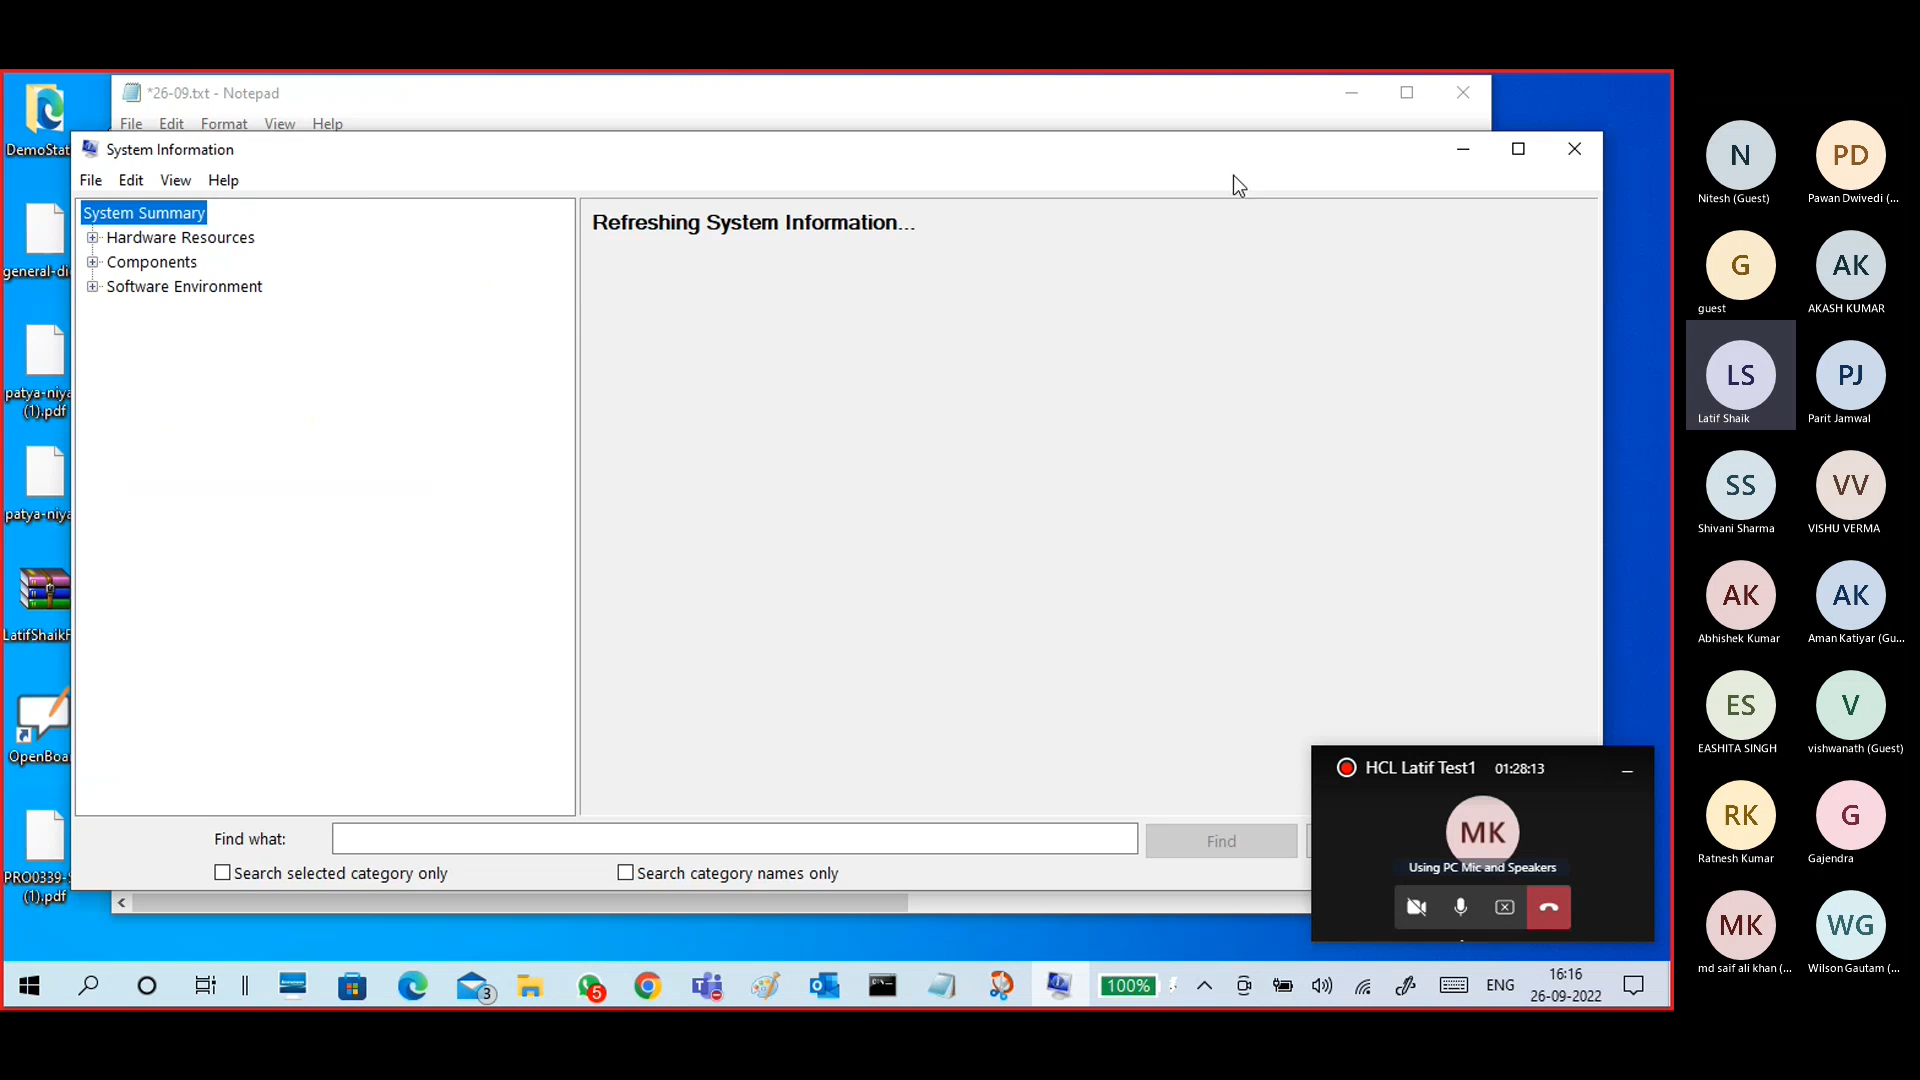 *26-09.txt - Notepad
File Edit Format View Help
System Information
File Edit View Help
System Summary
Hardware Resources
Components
Software Environment
Refreshing System Information...
Find what:
Find
Search selected category only
Search category names only
DemoStat
general-di
patya-niya
(1).pdf
patya-niya
LatifShaikF
OpenBoa
PRO0339-S
(1).pdf
HCL Latif Test1 01:28:13
MK
Using PC Mic and Speakers
3
5
100%
ENG
16:16
26-09-2022
N
Nitesh (Guest)
PD
Pawan Dwivedi (...
G
guest
AK
AKASH KUMAR
LS
Latif Shaik
PJ
Parit Jamwal
SS
Shivani Sharma
VV
VISHU VERMA
AK
Abhishek Kumar
AK
Aman Katiyar (Gu...
ES
EASHITA SINGH
V
vishwanath (Guest)
RK
Ratnesh Kumar
G
Gajendra
MK
md saif ali khan (...
WG
Wilson Gautam (...